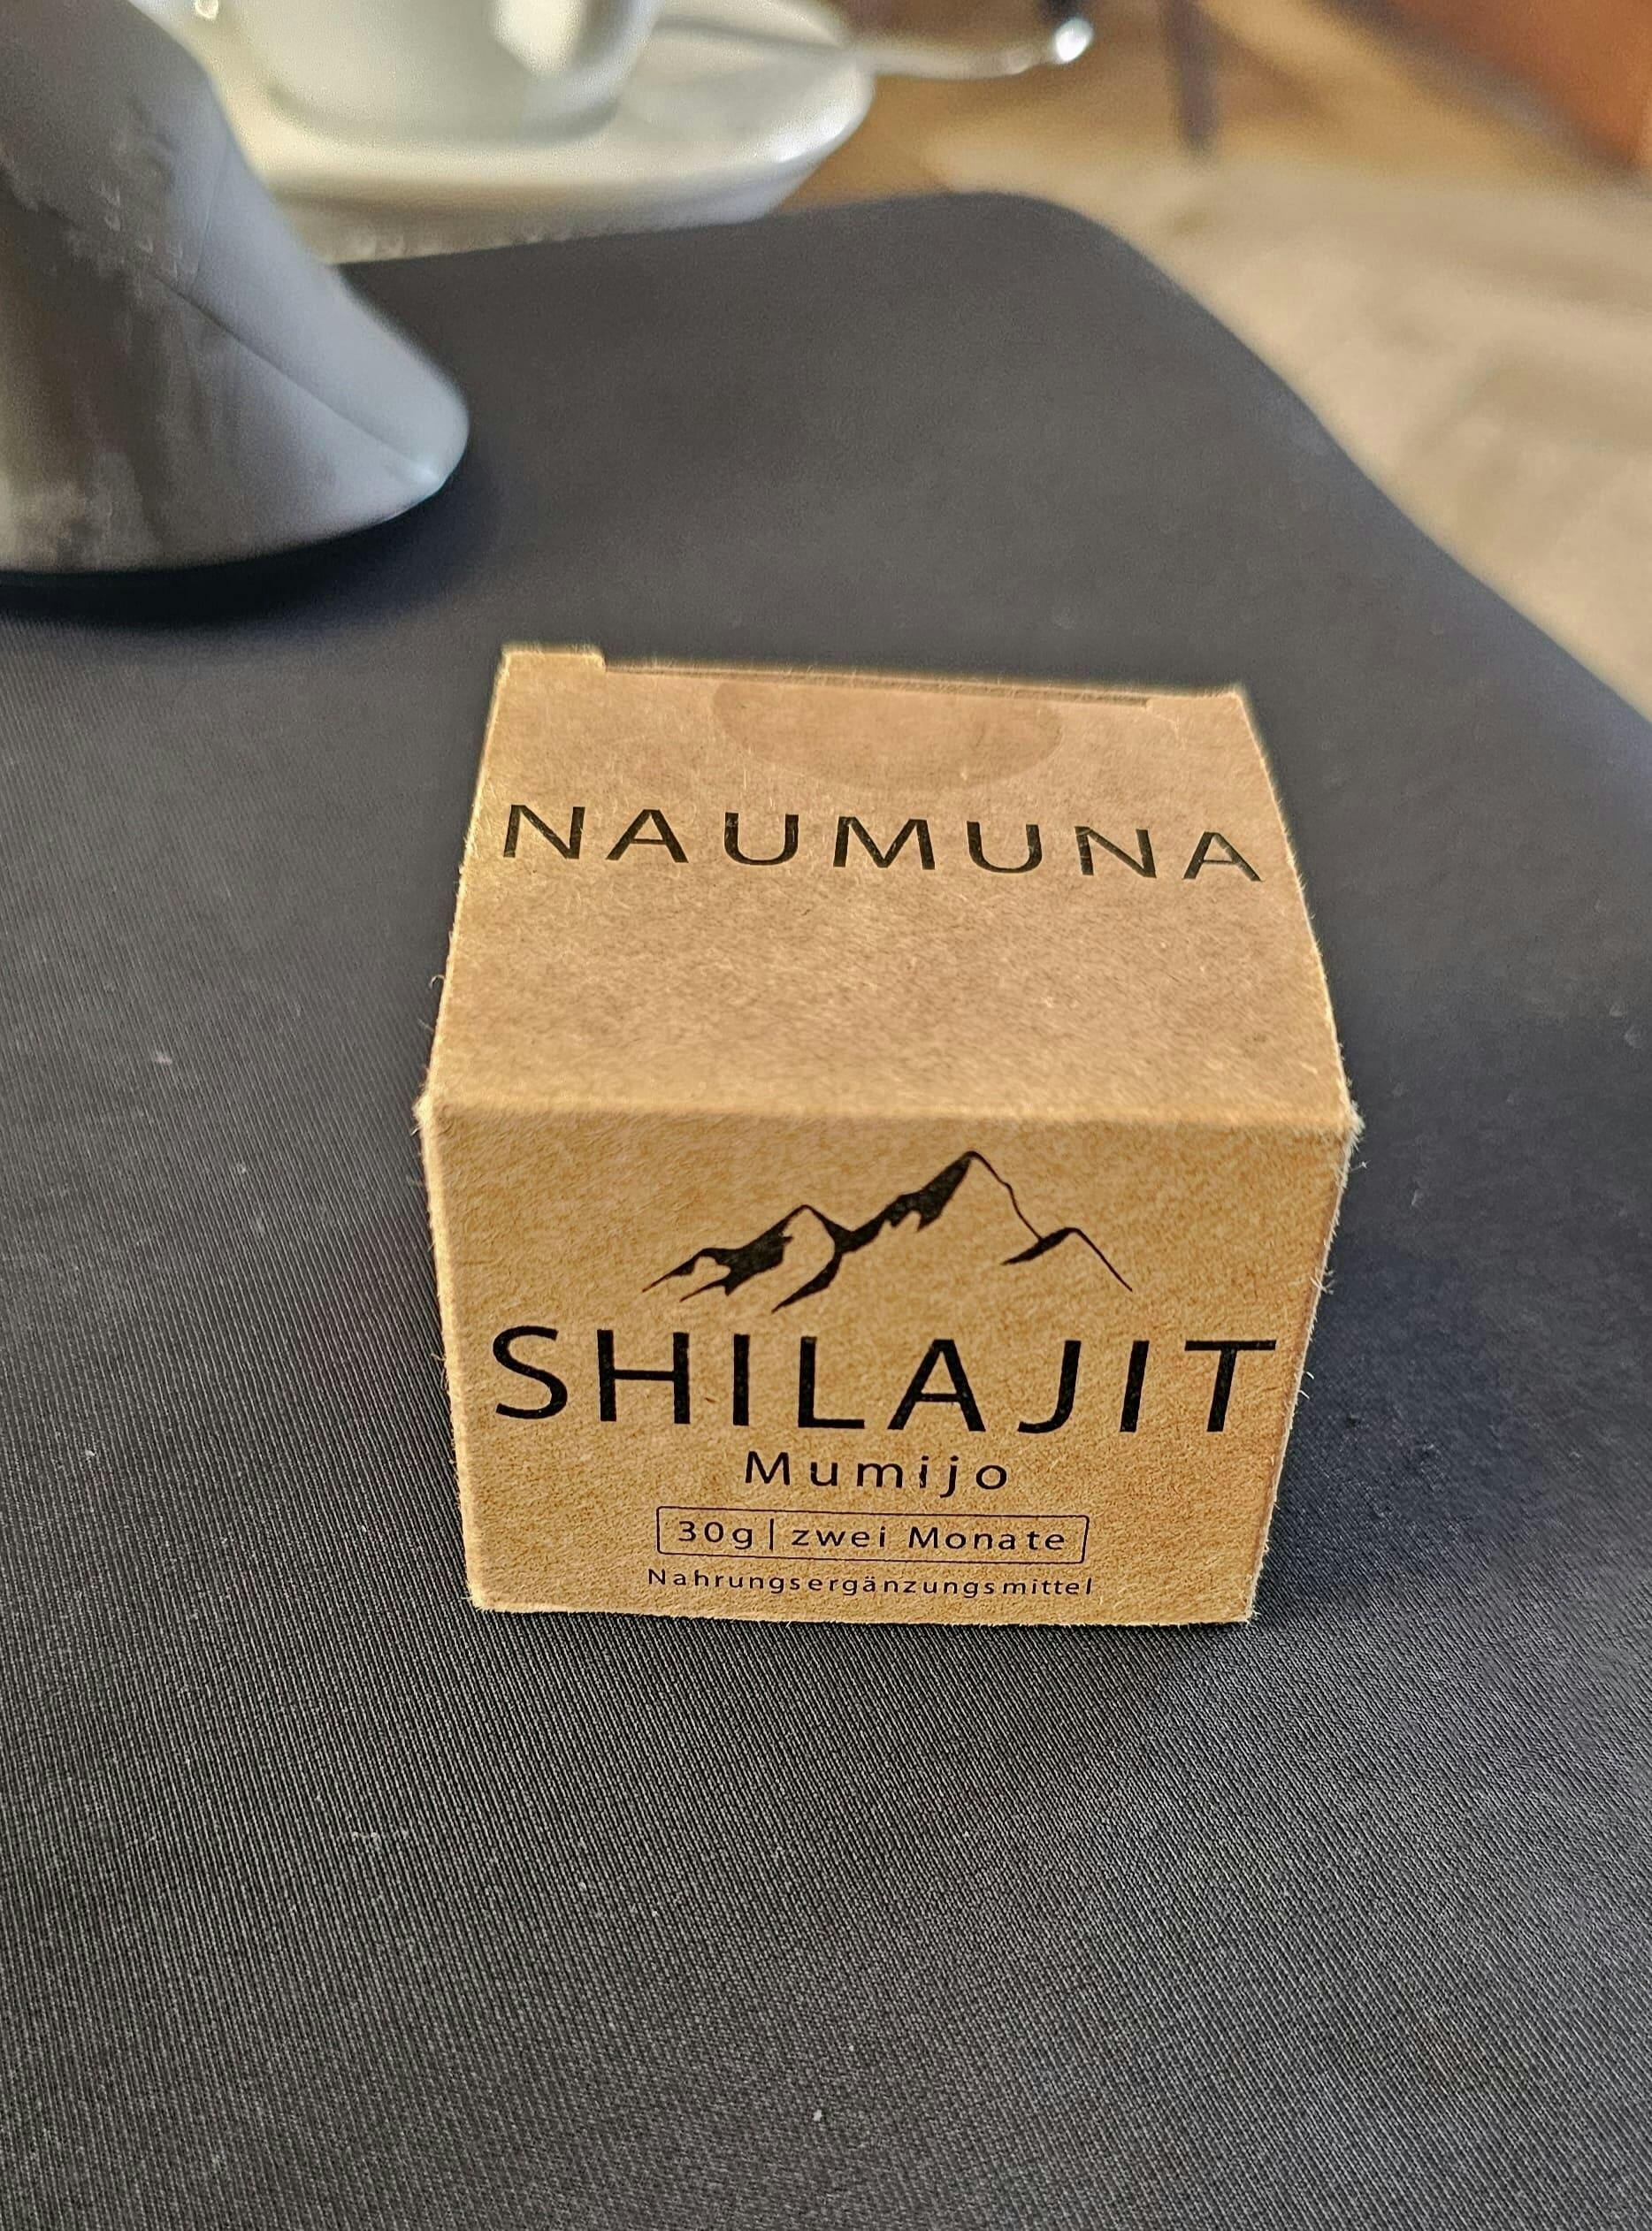 NAUMUNA
SHILAJIT
Mumijo
30g | zwei Monate
Nahrungsergänzungsmittel